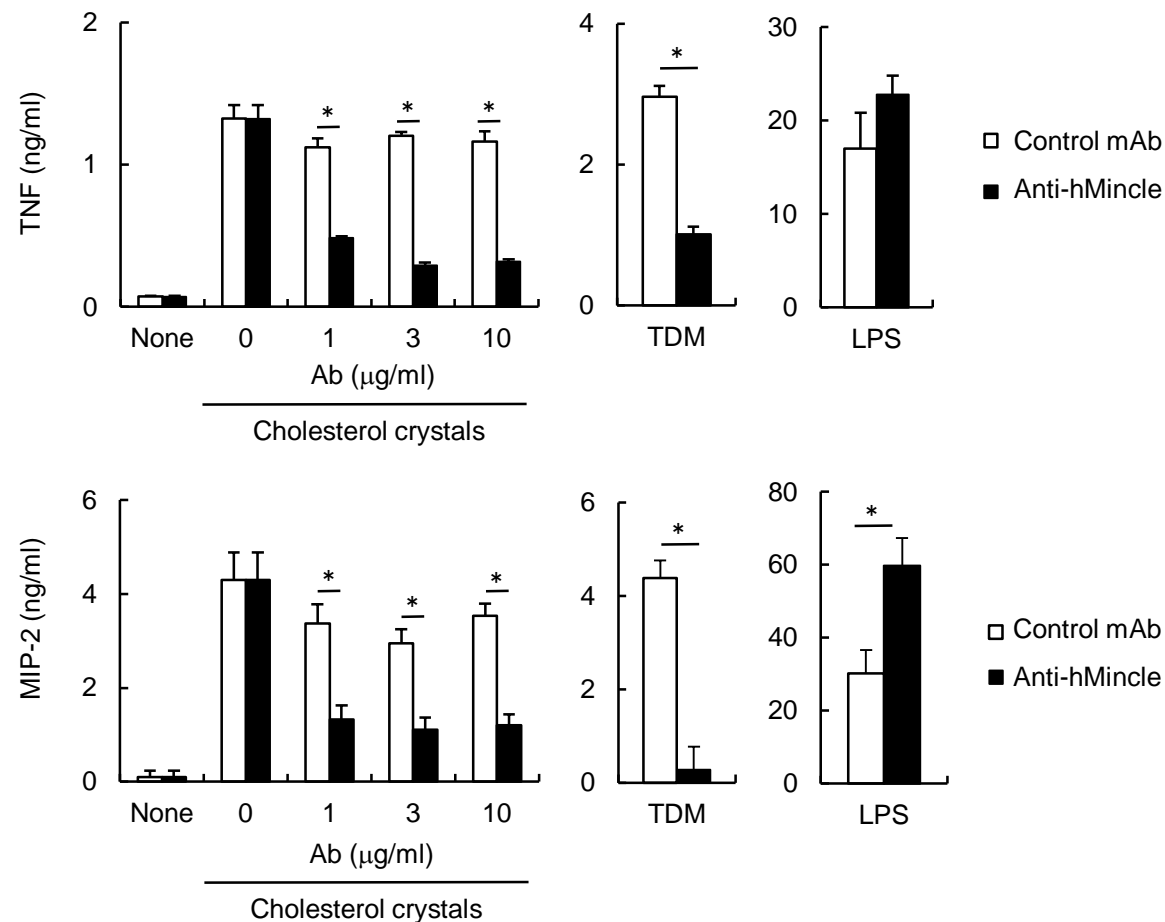 TNF (ng/ml)
2
1
0
None 0 1 3 10
Ab (μg/ml)
Cholesterol crystals
* * *
4
2
0
*
TDM
30
20
10
0
LPS
Control mAb
Anti-hMincle
MIP-2 (ng/ml)
6
4
2
0
None 0 1 3 10
Ab (μg/ml)
Cholesterol crystals
* * *
6
4
2
0
*
TDM
80
60
40
20
0
*
LPS
Control mAb
Anti-hMincle